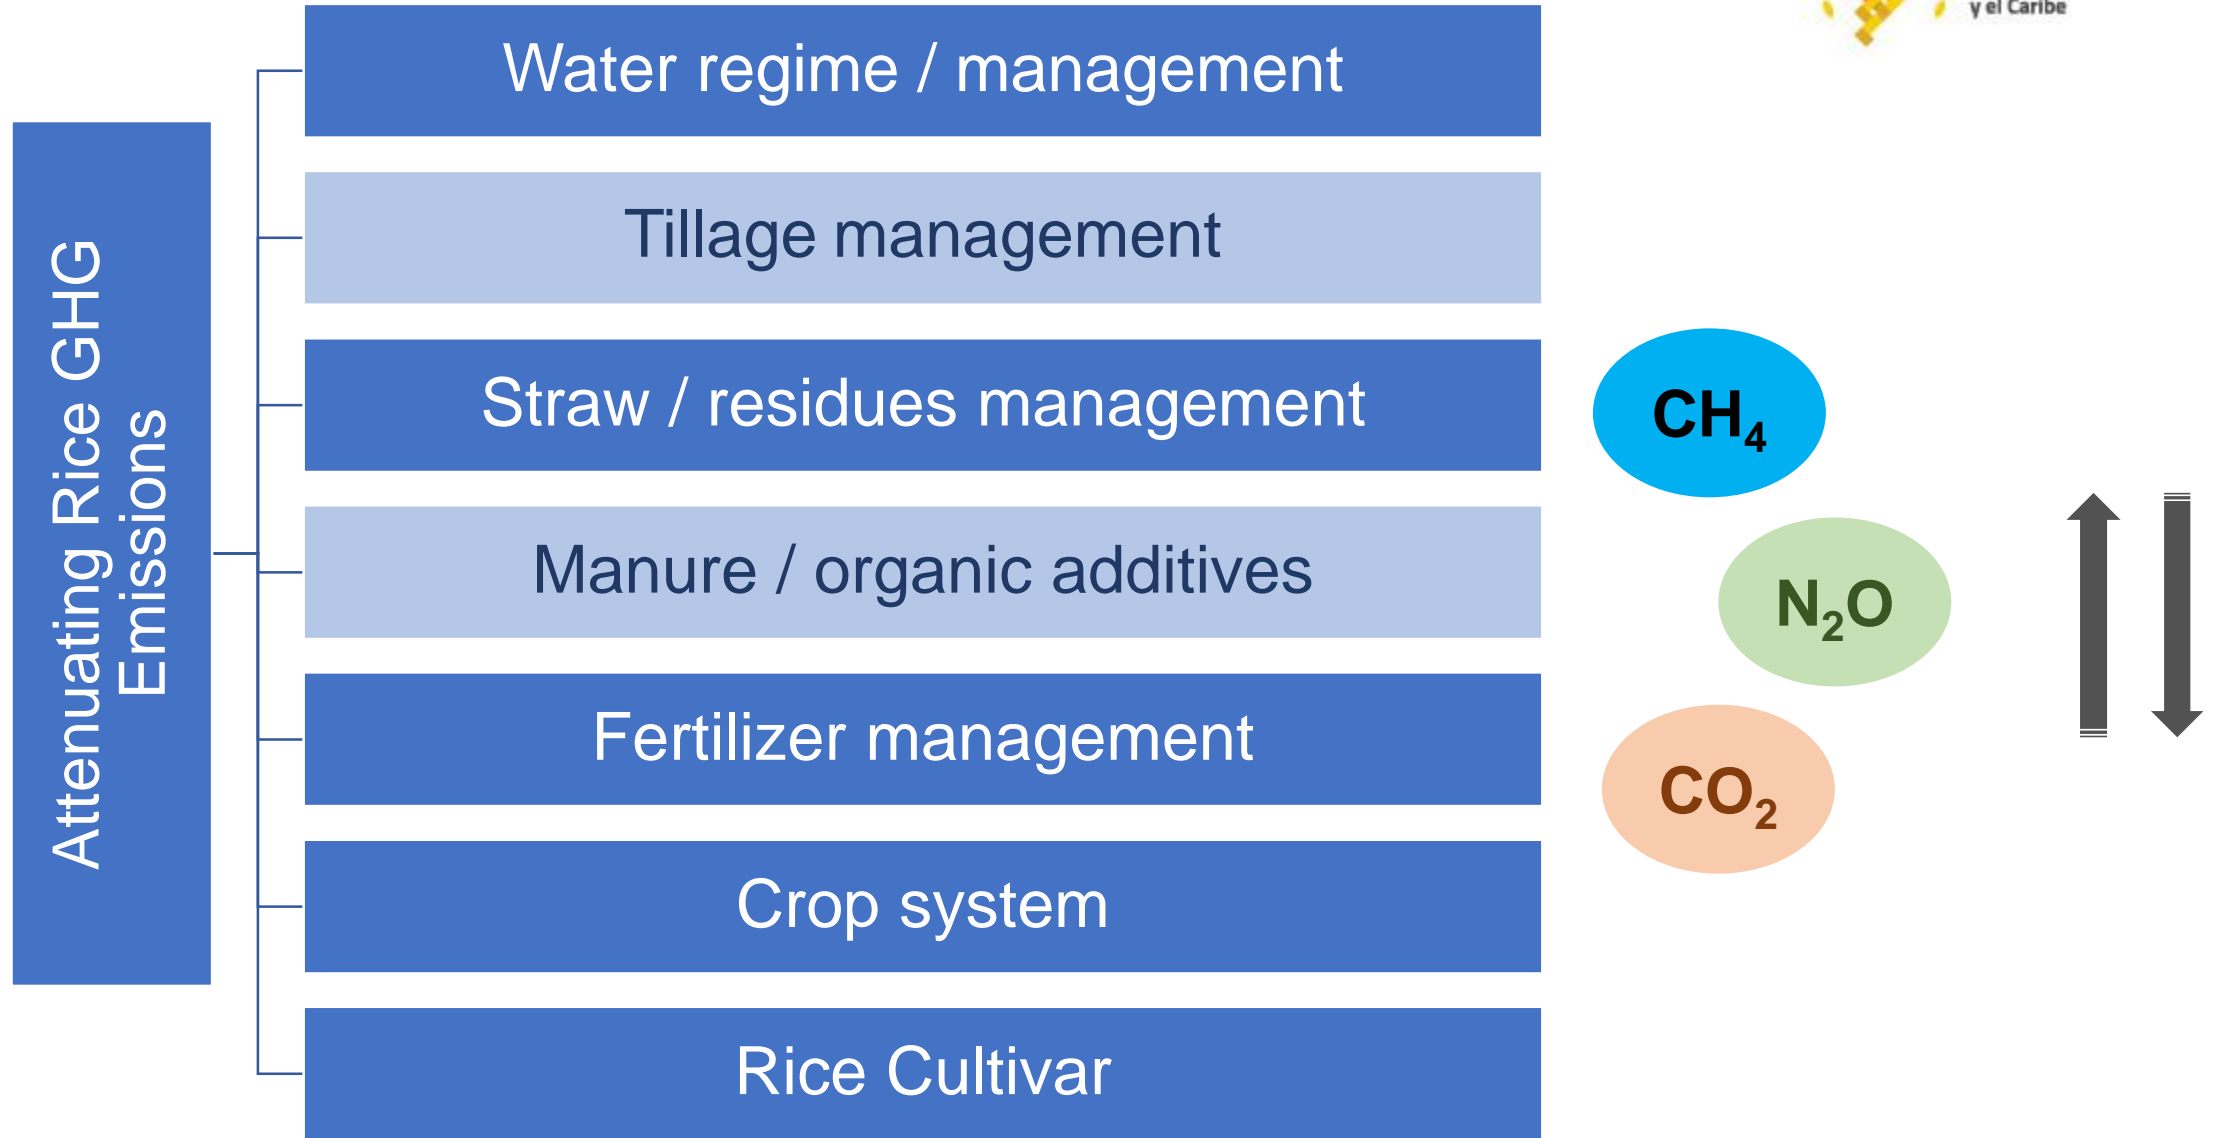 y el Caribe
Attenuating Rice GHG
Emissions
Water regime / management
Tillage management
Straw / residues management
Manure / organic additives
Fertilizer management
Crop system
Rice Cultivar
CH₄
N₂O
CO₂